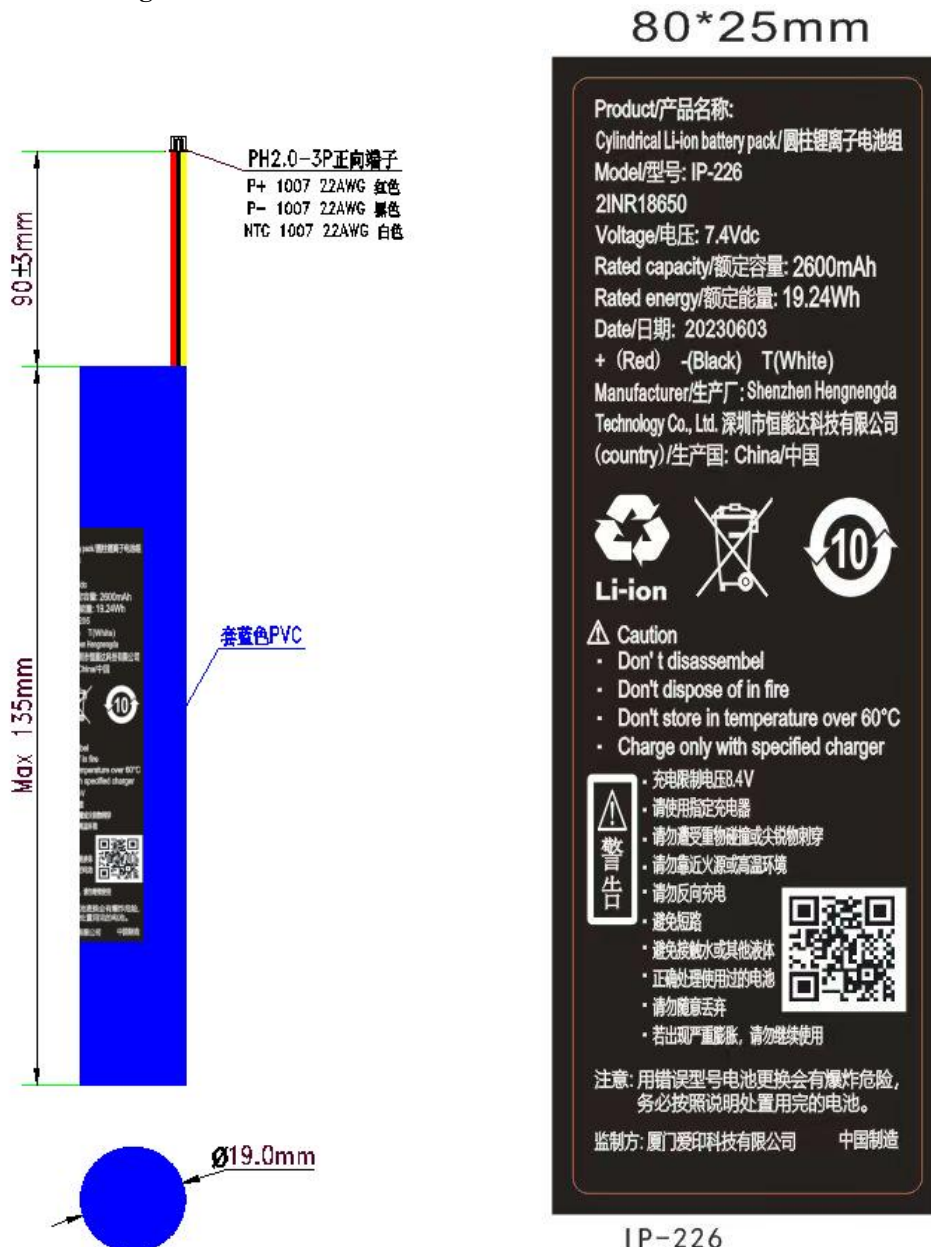 80*25mm
PH2.0-3P正向端子
P+ 1007 22AWG 红色
P- 1007 22AWG 黑色
NTC 1007 22AWG 白色
90±3mm
Max 135mm
套蓝色PVC
Ø19.0mm
2600mAh
19.24Wh
T(White)
10
中国制造
Product/产品名称:
Cylindrical Li-ion battery pack/圆柱锂离子电池组
Model/型号: IP-226
2INR18650
Voltage/电压: 7.4Vdc
Rated capacity/额定容量: 2600mAh
Rated energy/额定能量: 19.24Wh
Date/日期: 20230603
+ (Red) -(Black) T(White)
Manufacturer/生产厂: Shenzhen Hengnengda
Technology Co., Ltd. 深圳市恒能达科技有限公司
(country)/生产国: China/中国
Li-ion
10
Caution
· Don't disassembel
· Don't dispose of in fire
· Don't store in temperature over 60°C
· Charge only with specified charger
警告
· 充电限制电压8.4V
· 请使用指定充电器
· 请勿遭受重物碰撞或尖锐物刺穿
· 请勿靠近火源或高温环境
· 请勿反向充电
· 避免短路
· 避免接触水或其他液体
· 正确处理使用过的电池
· 请勿随意丢弃
· 若出现严重膨胀，请勿继续使用
注意: 用错误型号电池更换会有爆炸危险，
务必按照说明处置用完的电池。
监制方: 厦门爱印科技有限公司 中国制造
IP-226